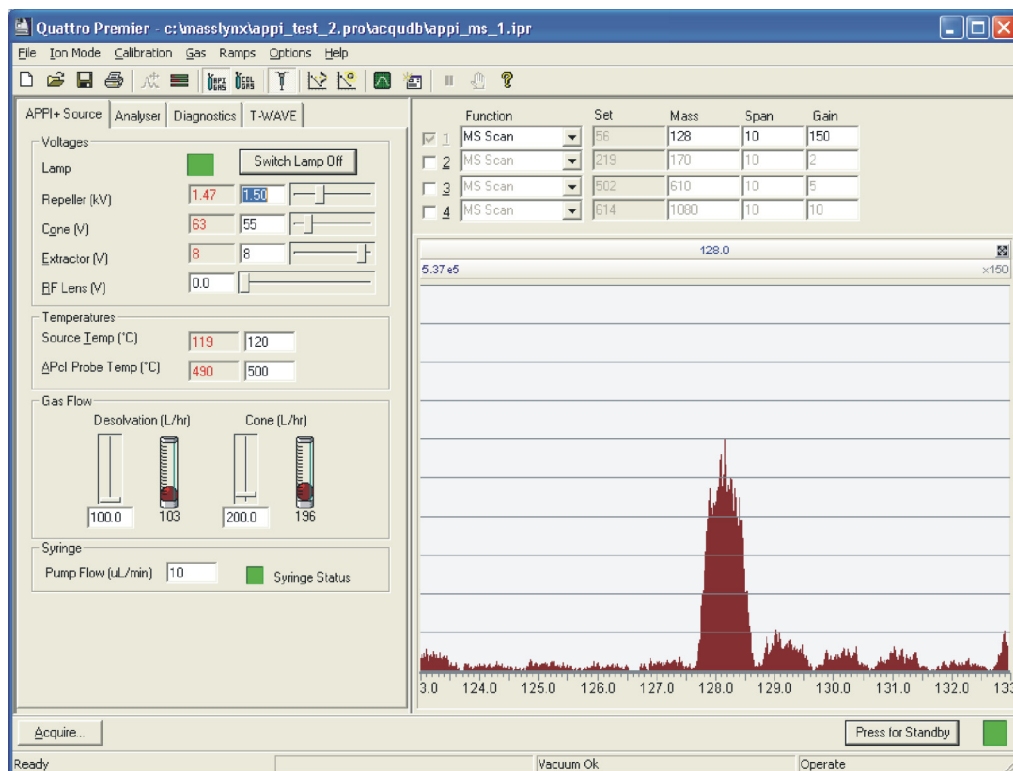 Quattro Premier - c:\masslynx\appi_test_2.pro\acqudb\appi_ms_1.ipr
File Ion Mode Calibration Gas Ramps Options Help
API GAS COL GAS
APPI+ Source Analyser Diagnostics T-WAVE
Voltages
Lamp Switch Lamp Off
Repeller (kV) 1.47 1.50
Cone (V) 63 55
Extractor (V) 8 8
RF Lens (V) 0.0
Temperatures
Source Temp (°C) 119 120
APcI Probe Temp (°C) 490 500
Gas Flow
Desolvation (L/hr) Cone (L/hr)
100.0 103 200.0 196
Syringe
Pump Flow (uL/min) 10 Syringe Status
Function Set Mass Span Gain
1 MS Scan 56 128 10 150
2 MS Scan 219 170 10 2
3 MS Scan 502 610 10 5
4 MS Scan 614 1080 10 10
128.0
5.37e5 x150
3.0 124.0 125.0 126.0 127.0 128.0 129.0 130.0 131.0 132.0 133
Acquire... Press for Standby
Ready Vacuum Ok Operate